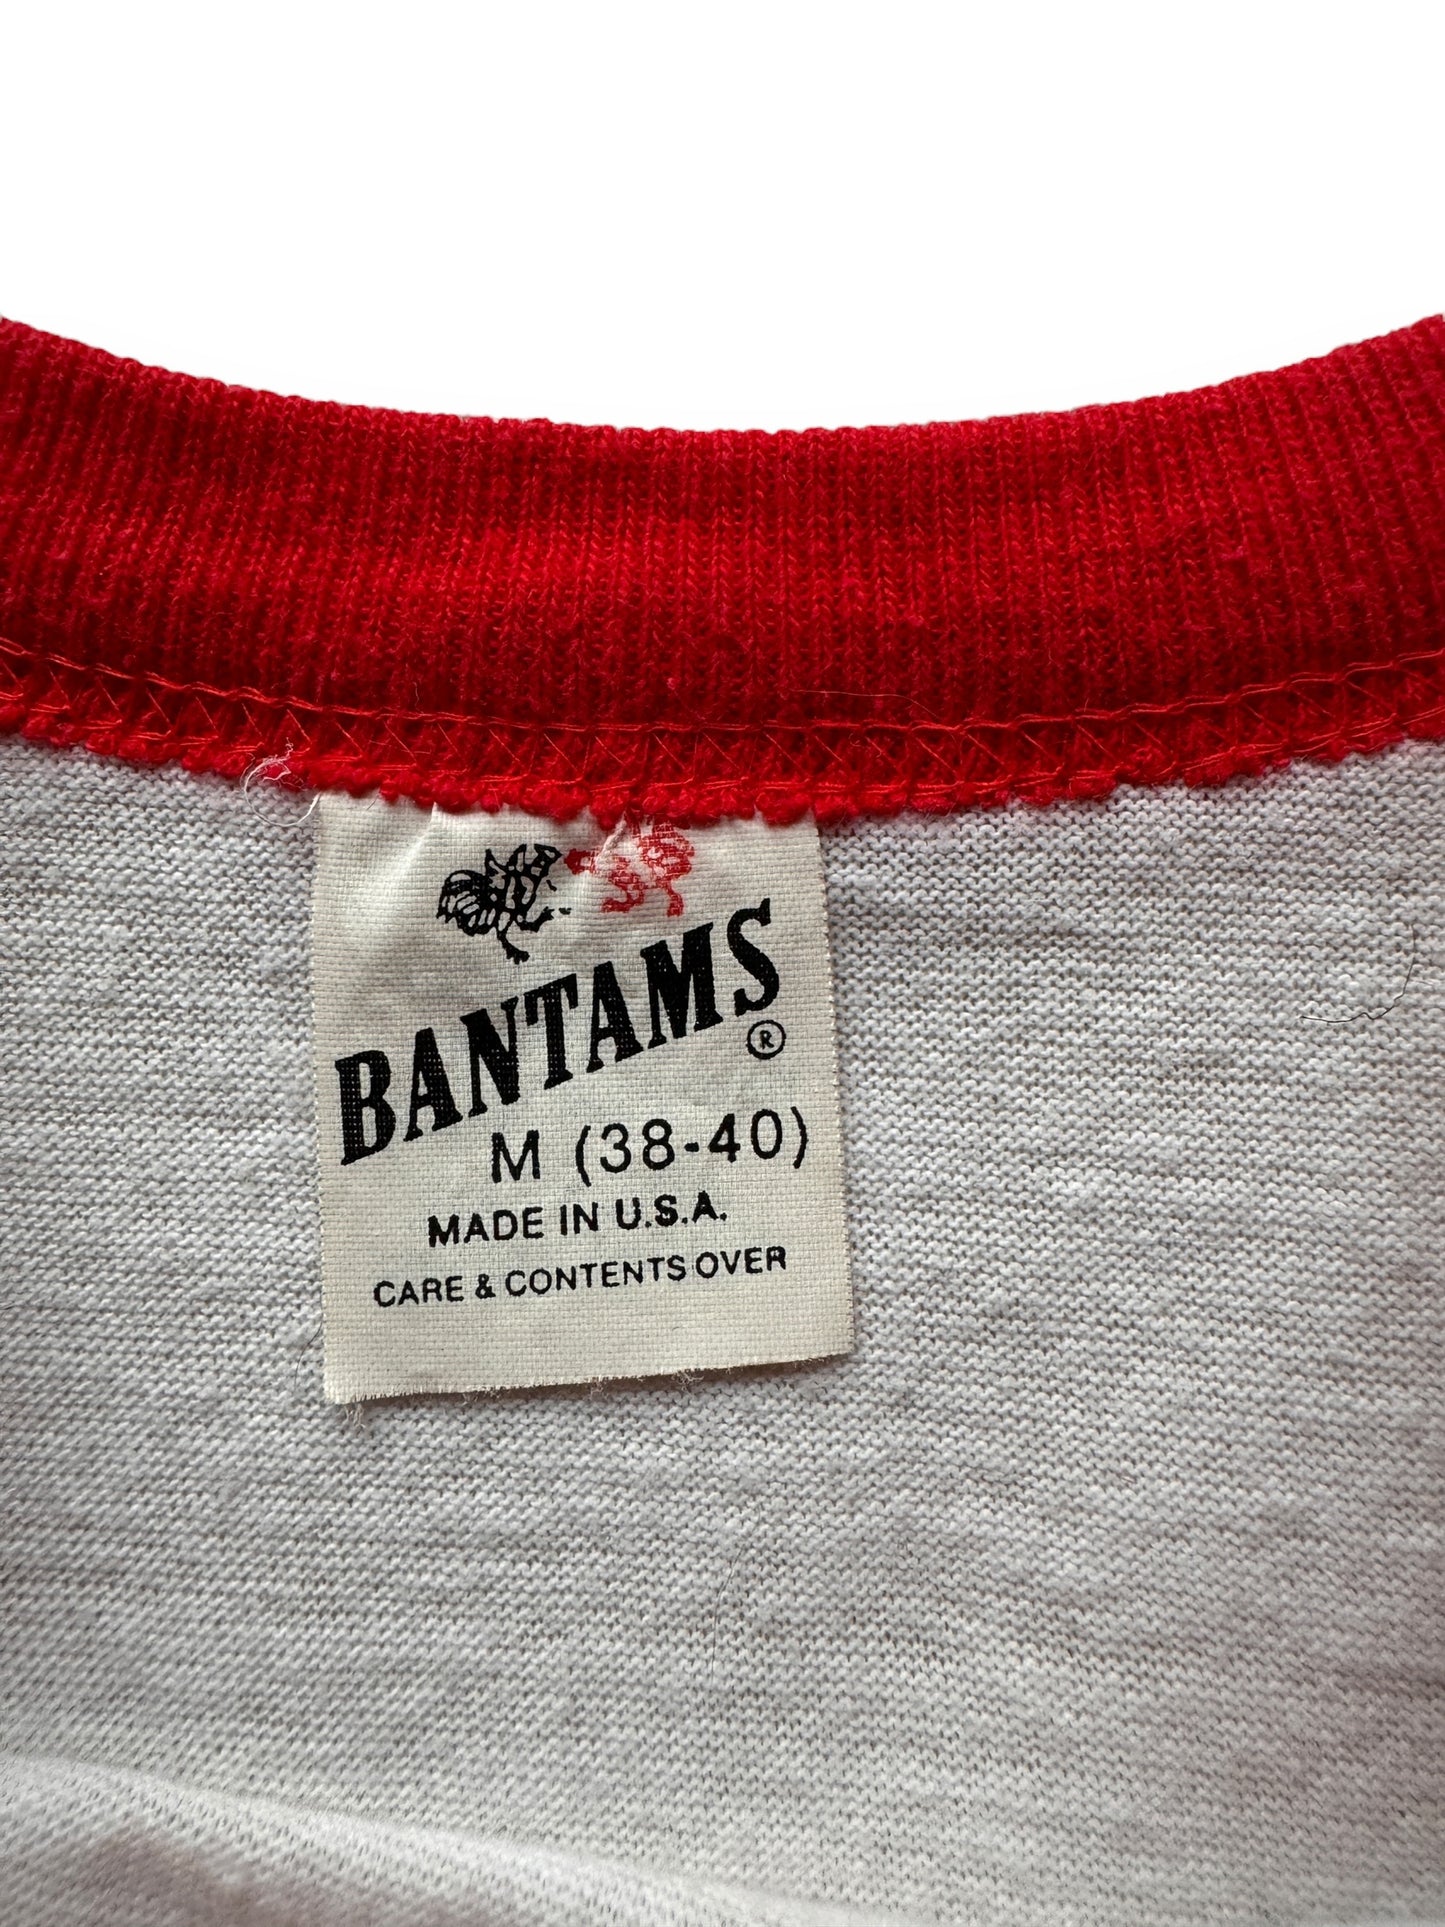 BANTAMS
®
M (38-40)
MADE IN U.S.A.
CARE & CONTENTS OVER